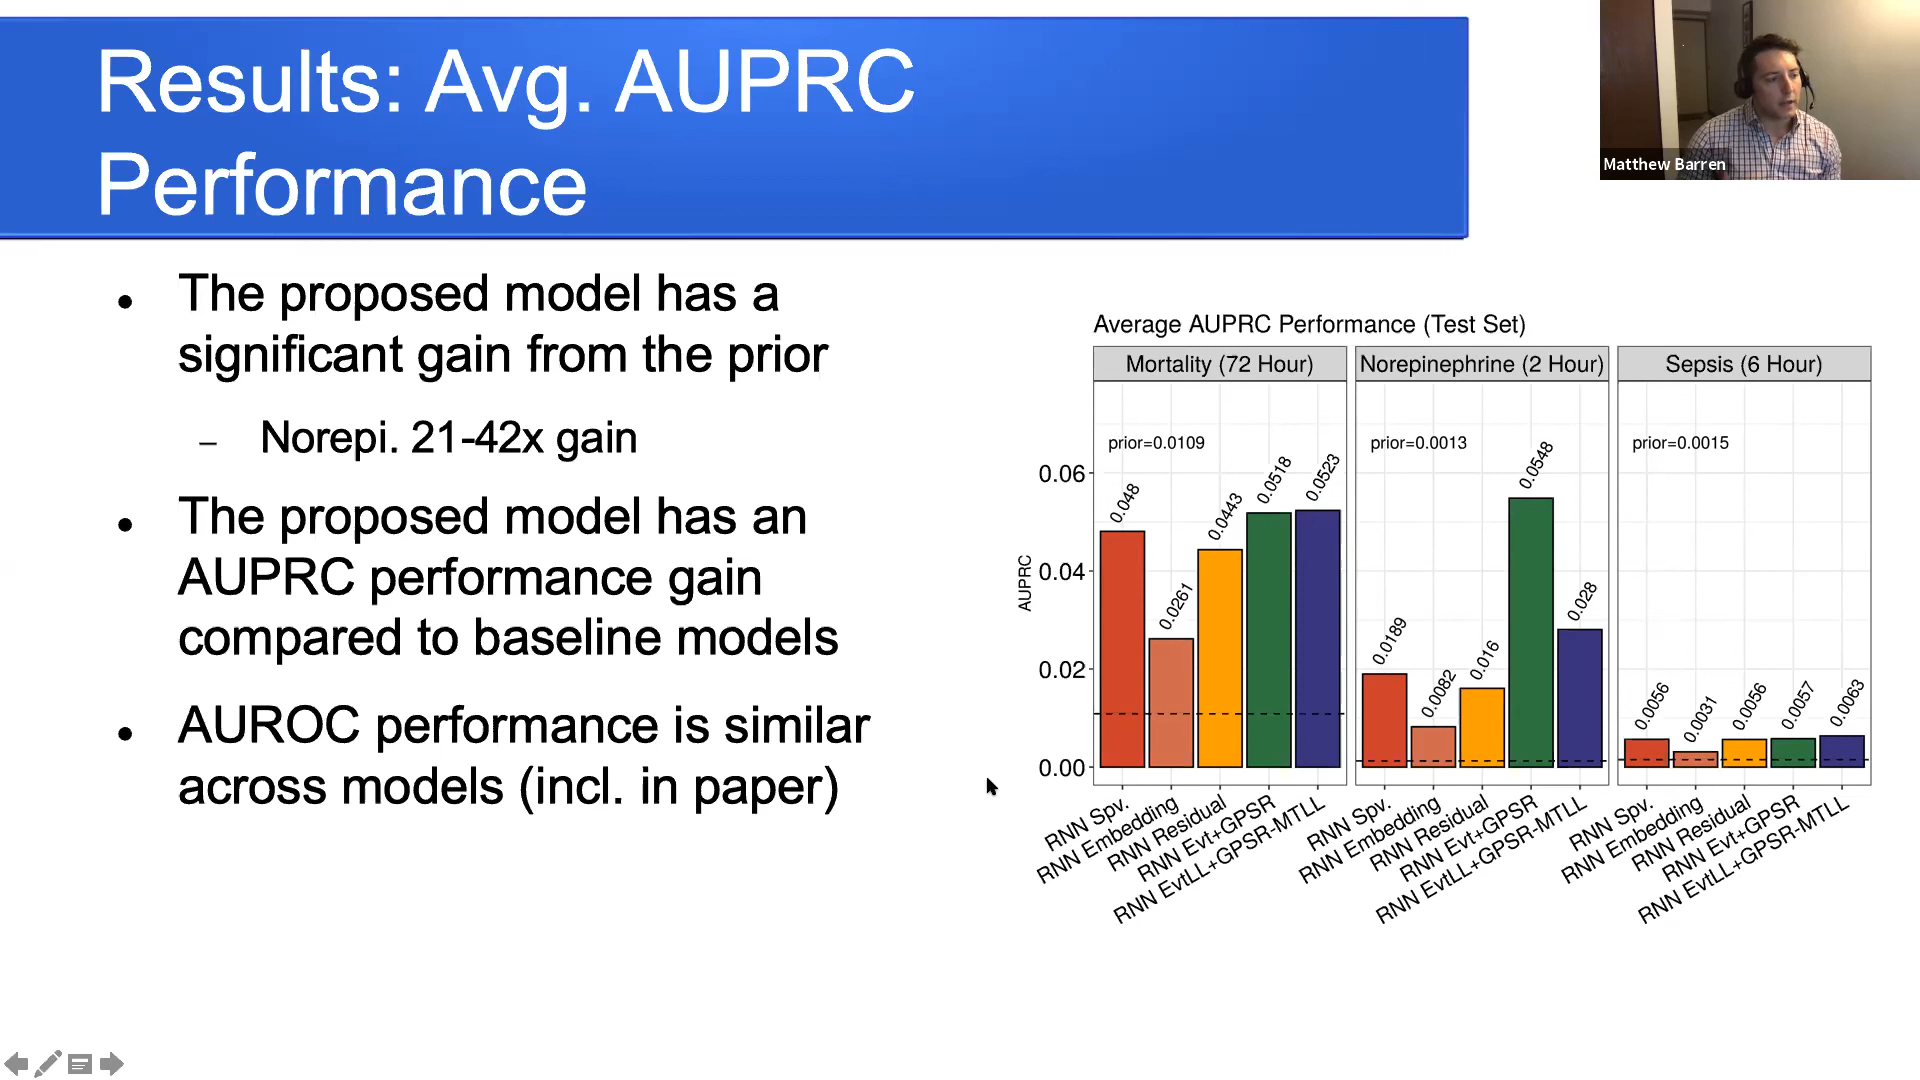 Results: Avg. AUPRC
Performance
Matthew Barren
The proposed model has a
significant gain from the prior
Norepi. 21-42x gain
The proposed model has an
AUPRC performance gain
compared to baseline models
AUROC performance is similar
across models (incl. in paper)
Average AUPRC Performance (Test Set)
Mortality (72 Hour)
Norepinephrine (2 Hour)
Sepsis (6 Hour)
prior=0.0109
prior=0.0013
prior=0.0015
AUPRC
0.06
0.04
0.02
0.00
0.048
0.0261
0.0443
0.0518
0.0523
0.0189
0.0082
0.016
0.0548
0.028
0.0056
0.0031
0.0056
0.0057
0.0063
RNN Spv.
RNN Embedding
RNN Residual
RNN Evt+GPSR
RNN EvtLL+GPSR-MTLL
RNN Spv.
RNN Embedding
RNN Residual
RNN Evt+GPSR
RNN EvtLL+GPSR-MTLL
RNN Spv.
RNN Embedding
RNN Residual
RNN Evt+GPSR
RNN EvtLL+GPSR-MTLL